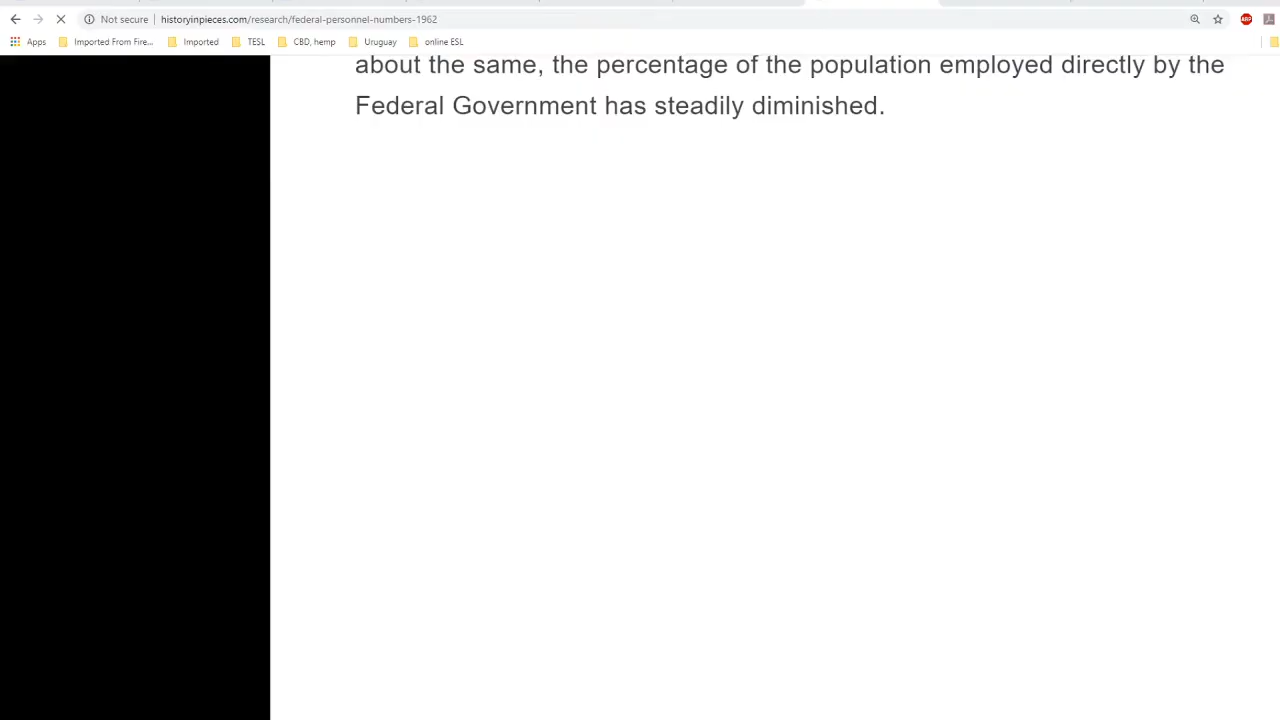 Not secure
historyinpieces.com/research/federal-personnel-numbers-1962
ABP
Apps
Imported From Fire...
Imported
TESL
CBD, hemp
Uruguay
online ESL
about the same, the percentage of the population employed directly by the
Federal Government has steadily diminished.